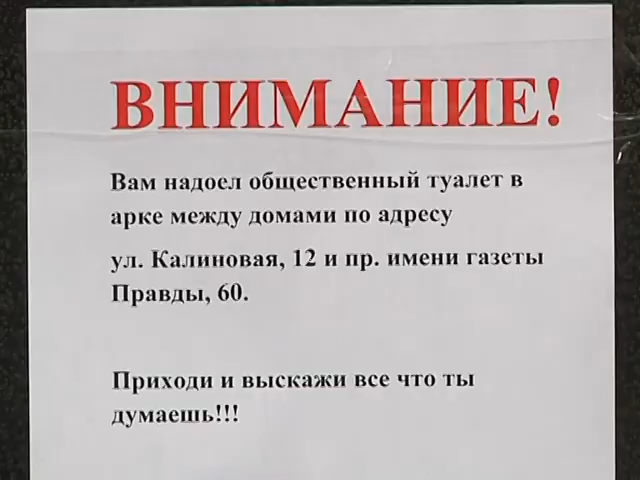 ВНИМАНИЕ!
Вам надоел общественный туалет в
арке между домами по адресу
ул. Калиновая, 12 и пр. имени газеты
Правды, 60.
Приходи и выскажи все что ты
думаешь!!!